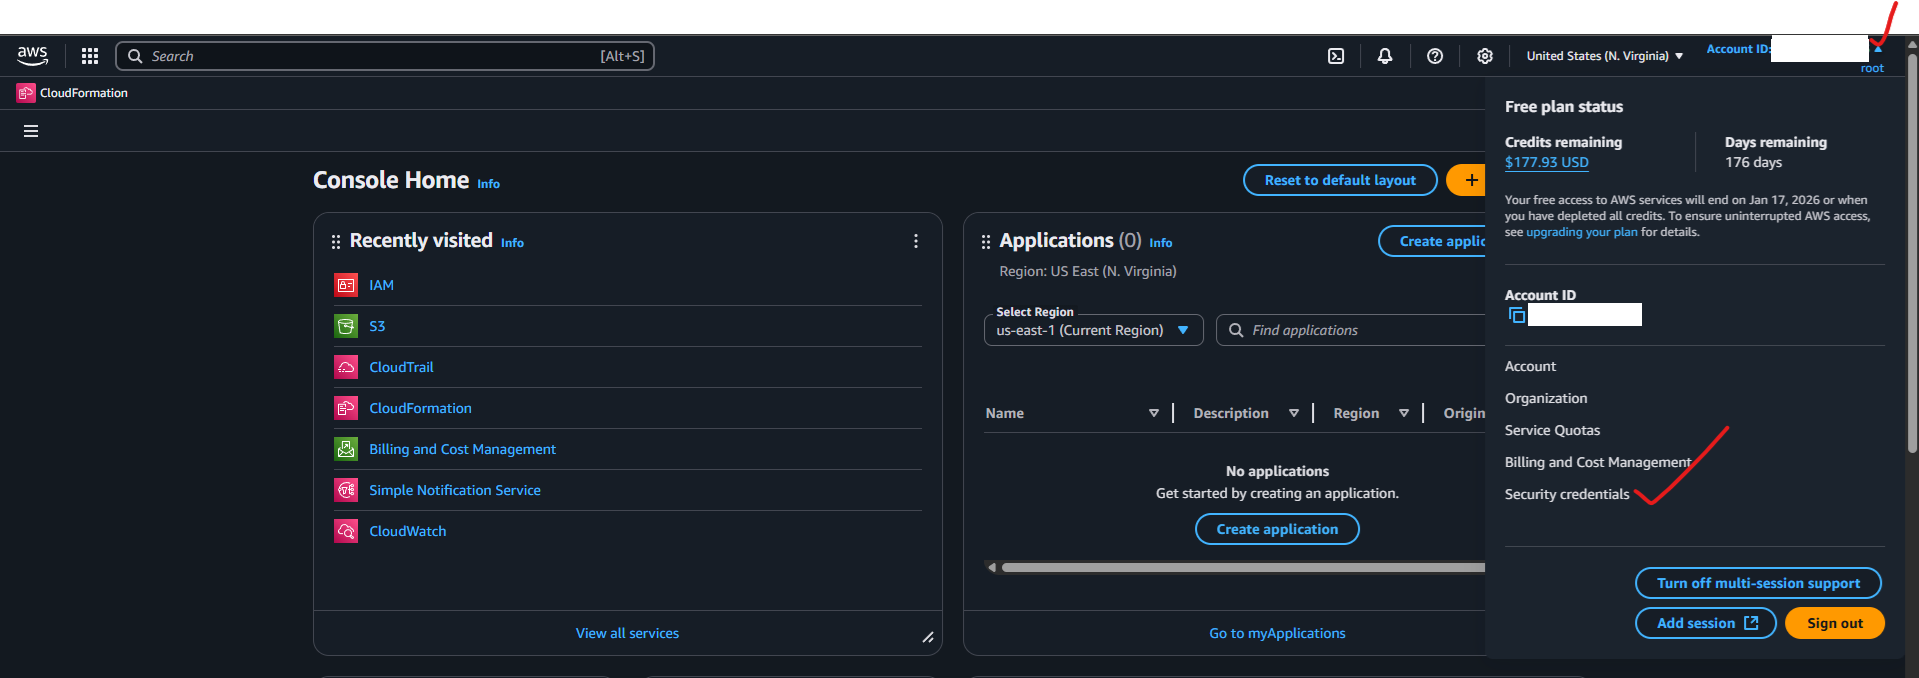 aws
Search [Alt+S]
United States (N. Virginia)
Account ID:
root
CloudFormation
Console Home Info
Reset to default layout
+
Recently visited Info
IAM
S3
CloudTrail
CloudFormation
Billing and Cost Management
Simple Notification Service
CloudWatch
View all services
Applications (0) Info
Region: US East (N. Virginia)
Create applic
Select Region
us-east-1 (Current Region)
Find applications
Name Description Region Origin
No applications
Get started by creating an application.
Create application
Go to myApplications
Free plan status
Credits remaining Days remaining
$177.93 USD 176 days
Your free access to AWS services will end on Jan 17, 2026 or when
you have depleted all credits. To ensure uninterrupted AWS access,
see upgrading your plan for details.
Account ID
Account
Organization
Service Quotas
Billing and Cost Management
Security credentials
Turn off multi-session support
Add session
Sign out